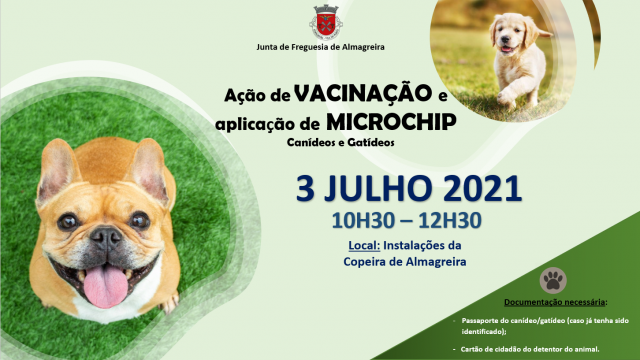 Junta de Freguesia de Almagreira
Ação de VACINAÇÃO e
aplicação de MICROCHIP
Canídeos e Gatídeos
3 JULHO 2021
10H30 – 12H30
Local: Instalações da
Copeira de Almagreira
Documentação necessária:
- Passaporte do canídeo/gatídeo (caso já tenha sido
identificado);
- Cartão de cidadão do detentor do animal.